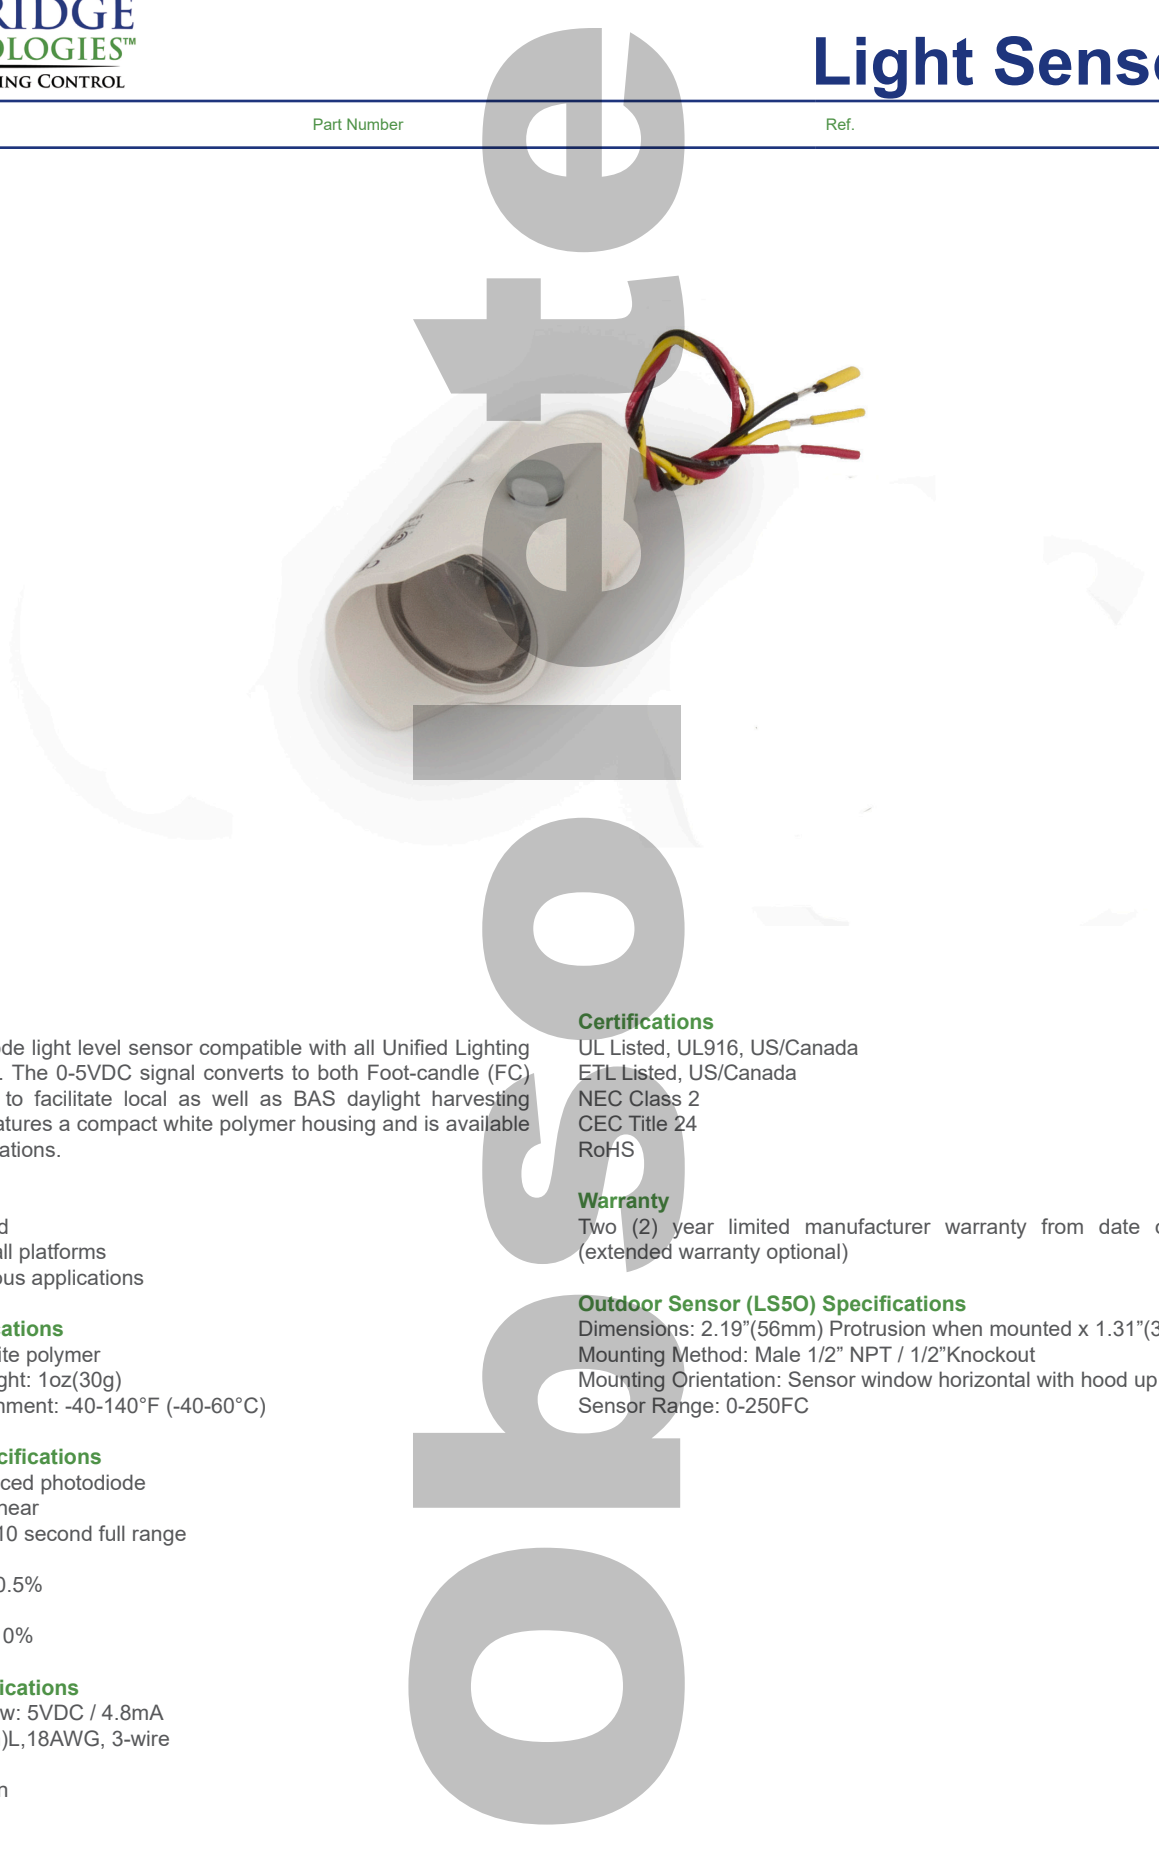 RIDGE
OLOGIES™
ING CONTROL
Light Senso
Part Number
Ref.
obsolete
de light level sensor compatible with all Unified Lighting
. The 0-5VDC signal converts to both Foot-candle (FC)
to facilitate local as well as BAS daylight harvesting
atures a compact white polymer housing and is available
ations.
d
all platforms
ous applications
ations
ite polymer
ght: 1oz(30g)
nment: -40-140°F (-40-60°C)
cifications
ced photodiode
near
10 second full range
0.5%
0%
ications
w: 5VDC / 4.8mA
)L,18AWG, 3-wire
n
Certifications
UL Listed, UL916, US/Canada
ETL Listed, US/Canada
NEC Class 2
CEC Title 24
RoHS
Warranty
Two (2) year limited manufacturer warranty from date o
(extended warranty optional)
Outdoor Sensor (LS5O) Specifications
Dimensions: 2.19”(56mm) Protrusion when mounted x 1.31”(3
Mounting Method: Male 1/2” NPT / 1/2”Knockout
Mounting Orientation: Sensor window horizontal with hood up
Sensor Range: 0-250FC